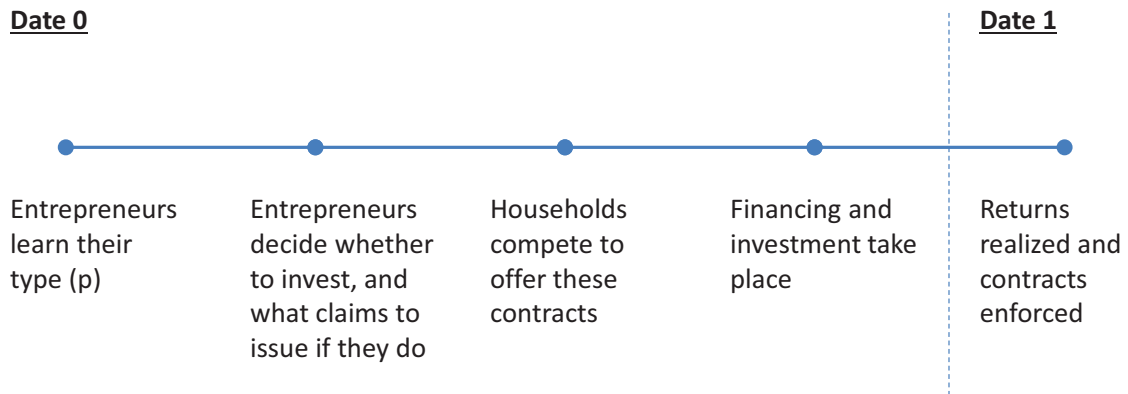 Date 0
Date 1
Entrepreneurs
learn their
type (p)
Entrepreneurs
decide whether
to invest, and
what claims to
issue if they do
Households
compete to
offer these
contracts
Financing and
investment take
place
Returns
realized and
contracts
enforced